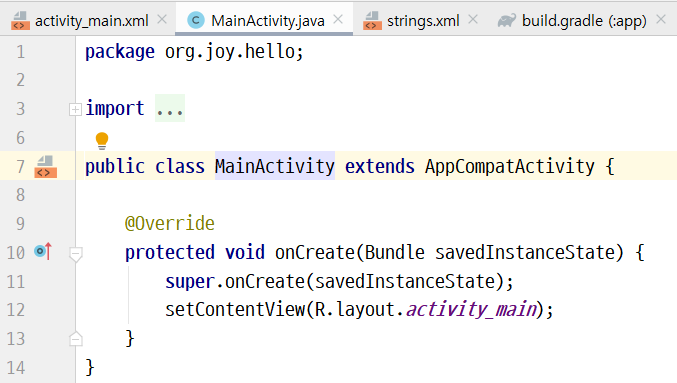 activity_main.xml × MainActivity.java × strings.xml × build.gradle (:app) ×
1 package org.joy.hello;
2
3 import ...
6
7 public class MainActivity extends AppCompatActivity {
8
9 @Override
10 protected void onCreate(Bundle savedInstanceState) {
11 super.onCreate(savedInstanceState);
12 setContentView(R.layout.activity_main);
13 }
14 }